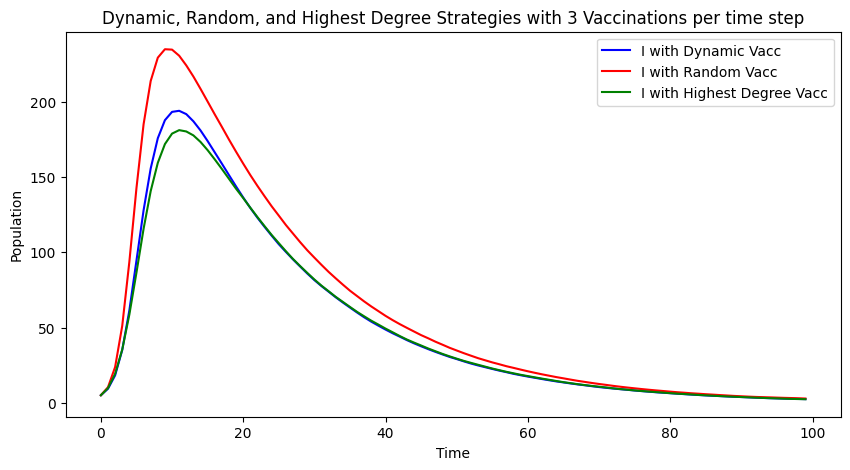 Dynamic, Random, and Highest Degree Strategies with 3 Vaccinations per time step
I with Dynamic Vacc
I with Random Vacc
I with Highest Degree Vacc
200
150
100
50
0
Population
0 20 40 60 80 100
Time